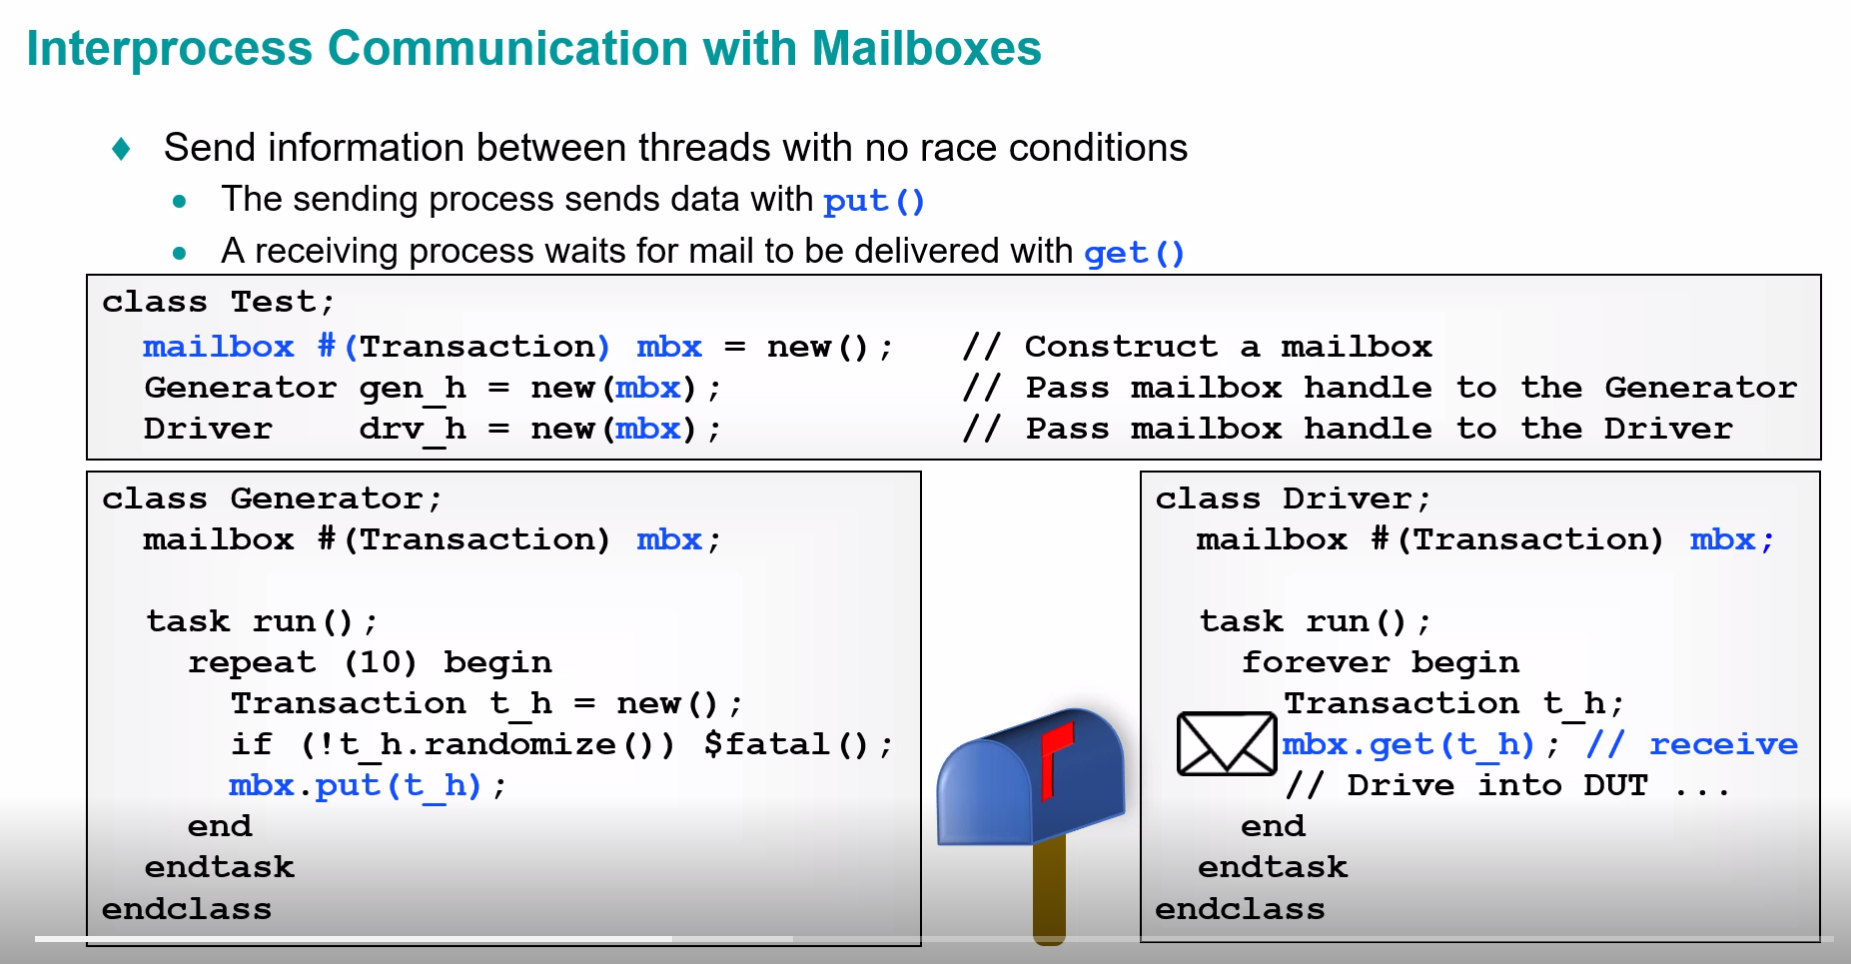 Interprocess Communication with Mailboxes
♦ Send information between threads with no race conditions
• The sending process sends data with put()
• A receiving process waits for mail to be delivered with get()
class Test;
mailbox #(Transaction) mbx = new(); // Construct a mailbox
Generator gen_h = new(mbx); // Pass mailbox handle to the Generator
Driver drv_h = new(mbx); // Pass mailbox handle to the Driver
class Generator;
mailbox #(Transaction) mbx;
task run();
repeat (10) begin
Transaction t_h = new();
if (!t_h.randomize()) $fatal();
mbx.put(t_h);
end
endtask
endclass
class Driver;
mailbox #(Transaction) mbx;
task run();
forever begin
Transaction t_h;
mbx.get(t_h); // receive
// Drive into DUT ...
end
endtask
endclass